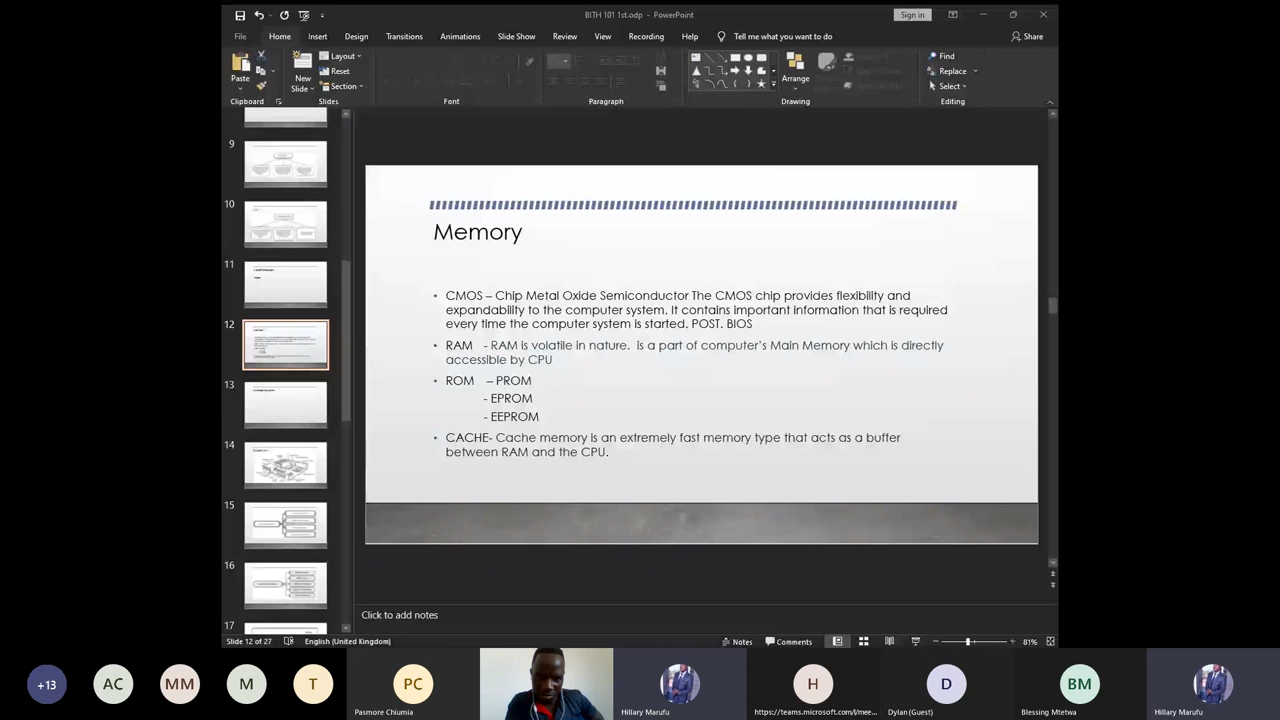 BITH 101 1st.odp - PowerPoint
Sign in
File Home Insert Design Transitions Animations Slide Show Review View Recording Help Tell me what you want to do Share
Paste
New Slide
Layout
Reset
Section
Arrange
Find
Replace
Select
Clipboard Slides Font Paragraph Drawing Editing
9
10
11
12
13
14
15
16
17
Memory
• CMOS – Chip Metal Oxide Semiconductor The CMOS chip provides flexibility and
expandability to the computer system. It contains important information that is required
every time the computer system is started. POST. BIOS
• RAM - RAM is volatile in nature. Is a part of computer's Main Memory which is directly
accessible by CPU
• ROM – PROM
- EPROM
- EEPROM
• CACHE- Cache memory is an extremely fast memory type that acts as a buffer
between RAM and the CPU.
Click to add notes
Slide 12 of 27 English (United Kingdom) Notes Comments 81%
+13 AC MM M T PC H D BM
Pasmore Chiumia Hillary Marufu https://teams.microsoft.com/l/mee... Dylan (Guest) Blessing Mtetwa Hillary Marufu